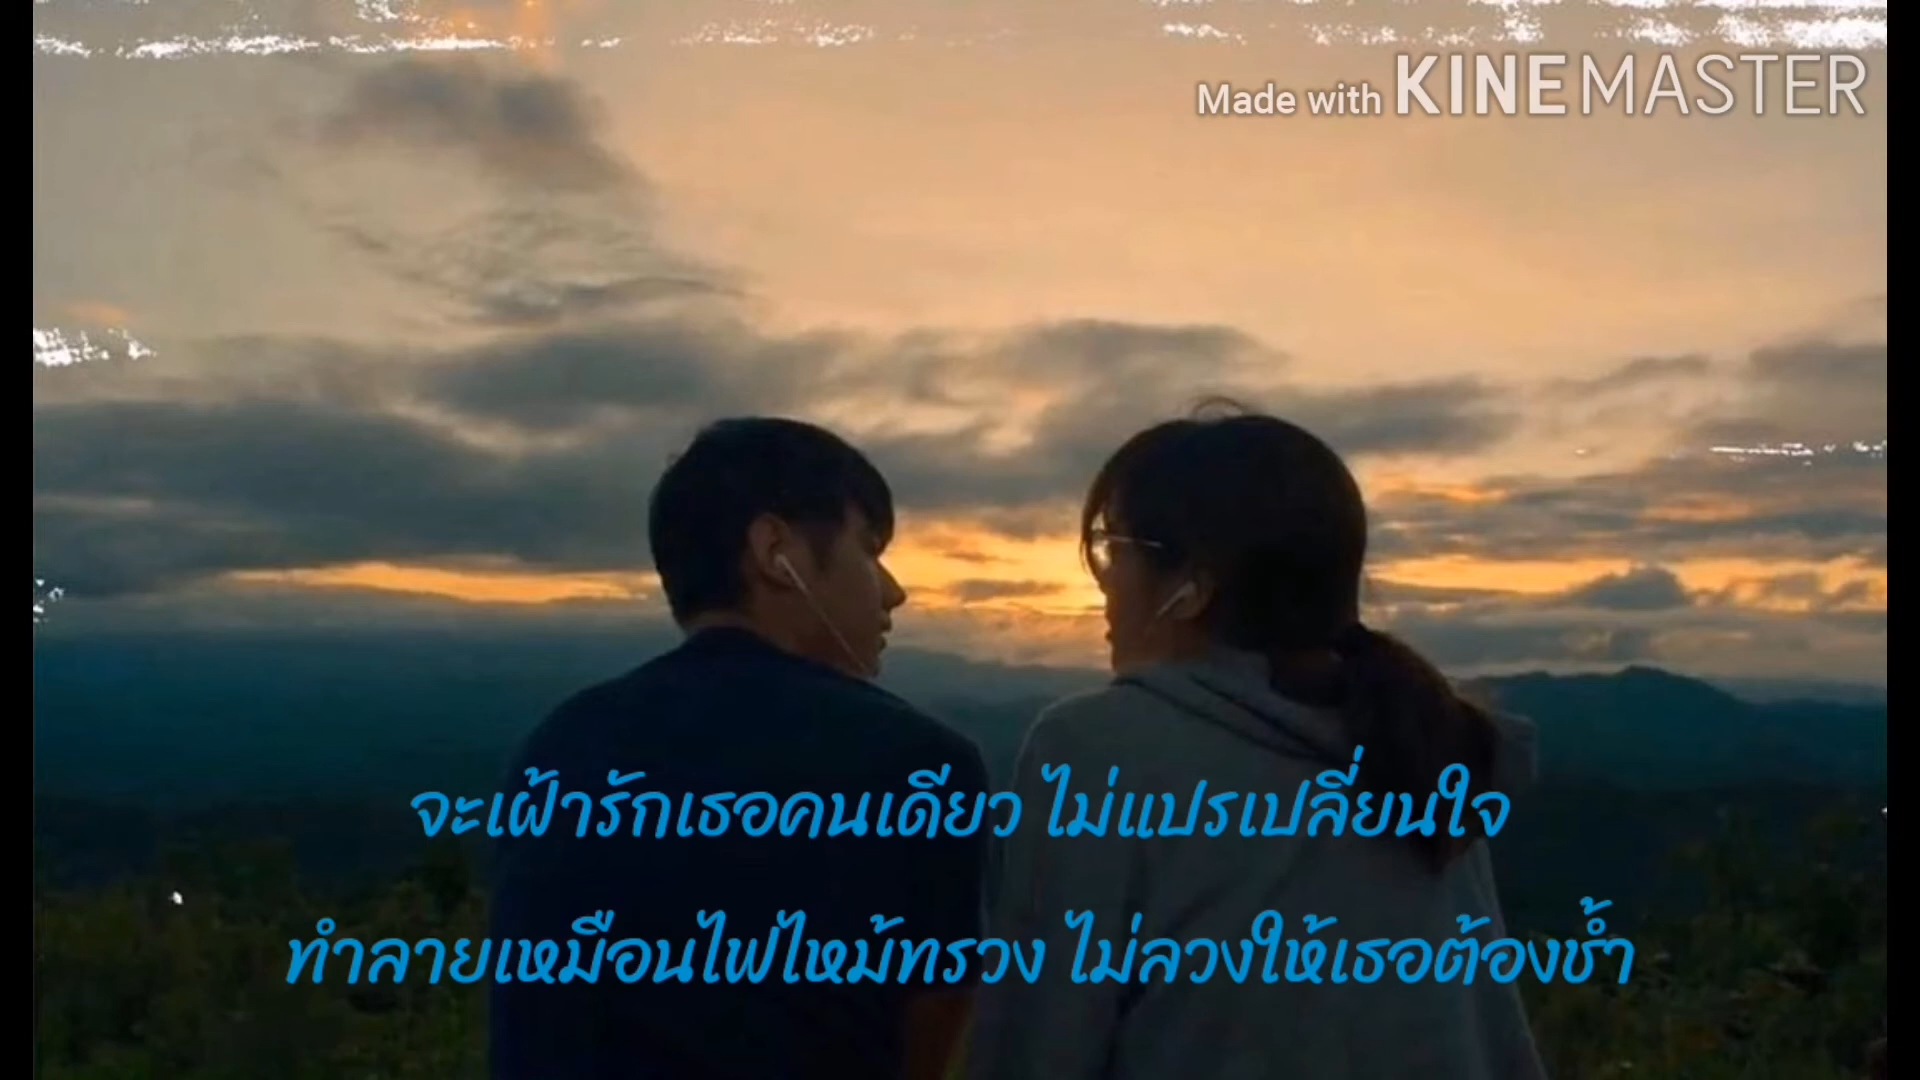 Made with KINEMASTER
จะเฝ้ารักเธอคนเดียว ไม่แปรเปลี่ยนใจ
ทำลายเหมือนไฟไหม้ทรวง ไม่ลวงให้เธอต้องช้ำ